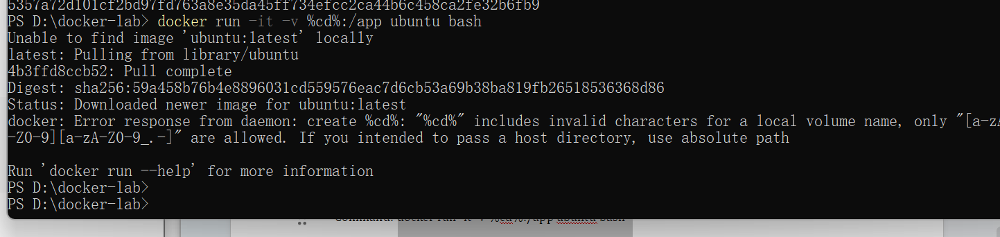 5357a72d101cf2bd97fd763a8e35da45ff734efcc2ca44b6c458ca2fe32b6fb9
PS D:\docker-lab> docker run -it -v %cd%:/app ubuntu bash
Unable to find image 'ubuntu:latest' locally
latest: Pulling from library/ubuntu
4b3ffd8ccb52: Pull complete
Digest: sha256:59a458b76b4e8896031cd559576eac7d6cb53a69b38ba819fb26518536368d86
Status: Downloaded newer image for ubuntu:latest
docker: Error response from daemon: create %cd%: "%cd%" includes invalid characters for a local volume name, only "[a-zA
-Z0-9][a-zA-Z0-9_.-]" are allowed. If you intended to pass a host directory, use absolute path
Run 'docker run --help' for more information
PS D:\docker-lab>
PS D:\docker-lab>
Command: docker run -it -v %cd%:/app ubuntu bash